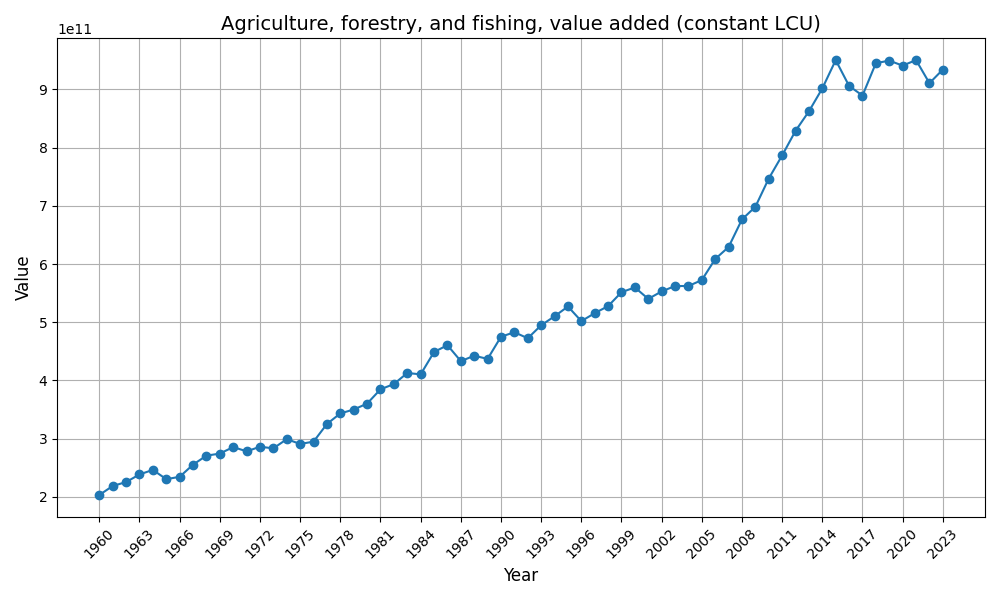 Agriculture, forestry, and fishing, value added (constant LCU)
1e11
9
8
7
6
5
4
3
2
Value
1960 1963 1966 1969 1972 1975 1978 1981 1984 1987 1990 1993 1996 1999 2002 2005 2008 2011 2014 2017 2020 2023
Year